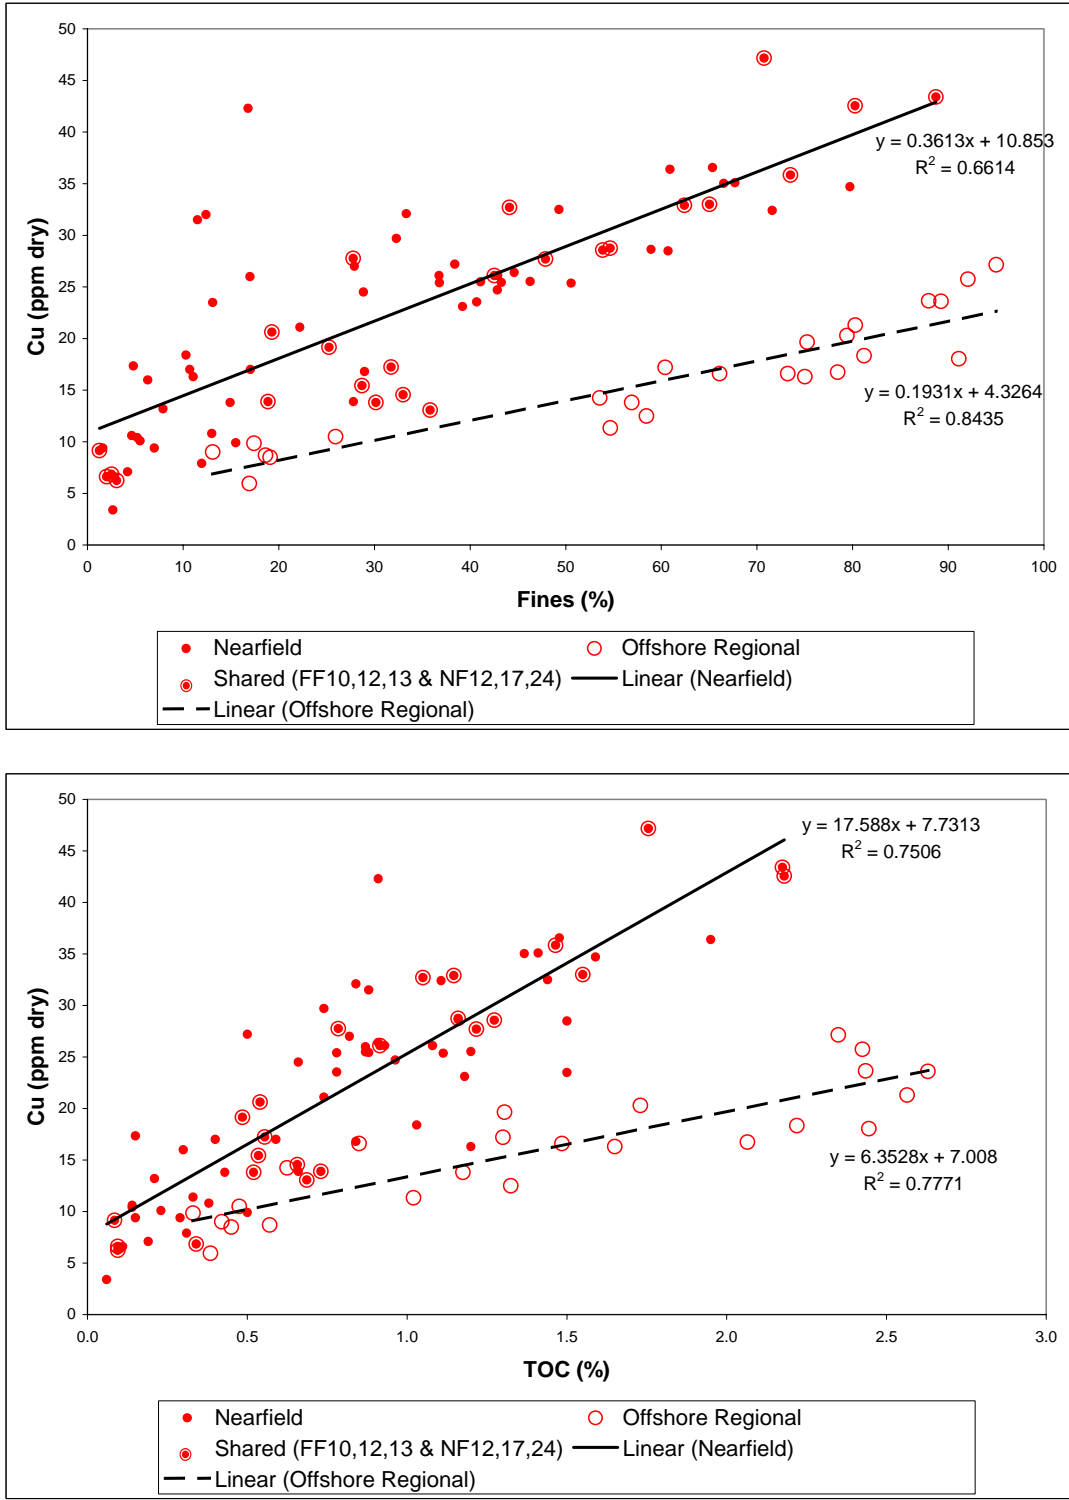 50
45
40
35
30
25
20
15
10
5
0
Cu (ppm dry)
y = 0.3613x + 10.853
R² = 0.6614
y = 0.1931x + 4.3264
R² = 0.8435
0 10 20 30 40 50 60 70 80 90 100
Fines (%)
Nearfield Offshore Regional
Shared (FF10,12,13 & NF12,17,24) Linear (Nearfield)
Linear (Offshore Regional)
50
45
40
35
30
25
20
15
10
5
0
Cu (ppm dry)
y = 17.588x + 7.7313
R² = 0.7506
y = 6.3528x + 7.008
R² = 0.7771
0.0 0.5 1.0 1.5 2.0 2.5 3.0
TOC (%)
Nearfield Offshore Regional
Shared (FF10,12,13 & NF12,17,24) Linear (Nearfield)
Linear (Offshore Regional)